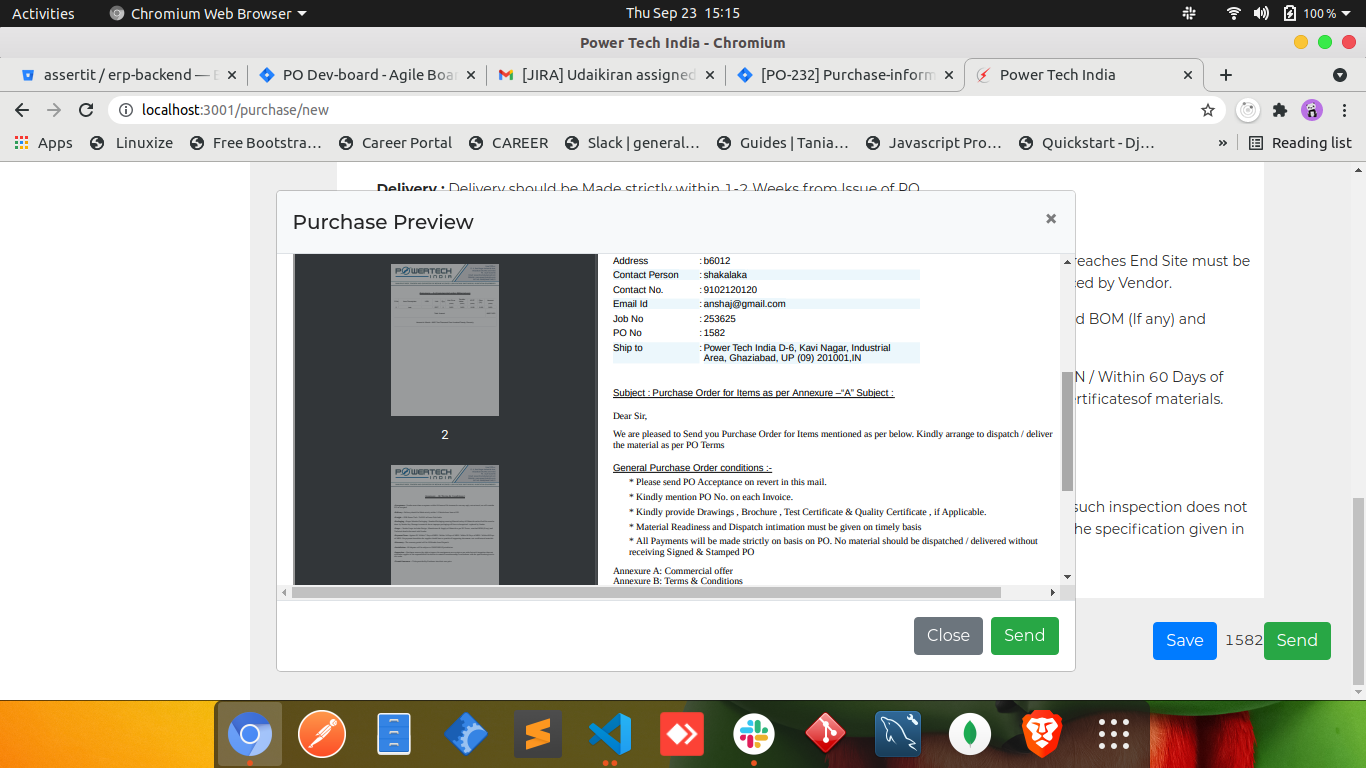 Activities Chromium Web Browser Thu Sep 23 15:15 100 %
Power Tech India - Chromium
assertit / erp-backend — PO Dev-board - Agile Boar [JIRA] Udaikiran assigned [PO-232] Purchase-inform Power Tech India
localhost:3001/purchase/new
Apps Linuxize Free Bootstra… Career Portal CAREER Slack | general… Guides | Tania… Javascript Pro… Quickstart - Dj… » Reading list
Delivery : Delivery should be Made strictly within 1-2 Weeks from Issue of PO
Purchase Preview
reaches End Site must be
ed by Vendor.
d BOM (If any) and
N / Within 60 Days of
ertificatesof materials.
such inspection does not
he specification given in
POWERTECH
INDIA
2
POWERTECH
INDIA
Address : b6012
Contact Person : shakalaka
Contact No. : 9102120120
Email Id : anshaj@gmail.com
Job No : 253625
PO No : 1582
Ship to : Power Tech India D-6, Kavi Nagar, Industrial
Area, Ghaziabad, UP (09) 201001,IN
Subject : Purchase Order for Items as per Annexure –“A” Subject :
Dear Sir,
We are pleased to Send you Purchase Order for Items mentioned as per below. Kindly arrange to dispatch / deliver
the material as per PO Terms
General Purchase Order conditions :-
* Please send PO Acceptance on revert in this mail.
* Kindly mention PO No. on each Invoice.
* Kindly provide Drawings , Brochure , Test Certificate & Quality Certificate , if Applicable.
* Material Readiness and Dispatch intimation must be given on timely basis
* All Payments will be made strictly on basis on PO. No material should be dispatched / delivered without
receiving Signed & Stamped PO
Annexure A: Commercial offer
Annexure B: Terms & Conditions
Close Send
Save 1582 Send